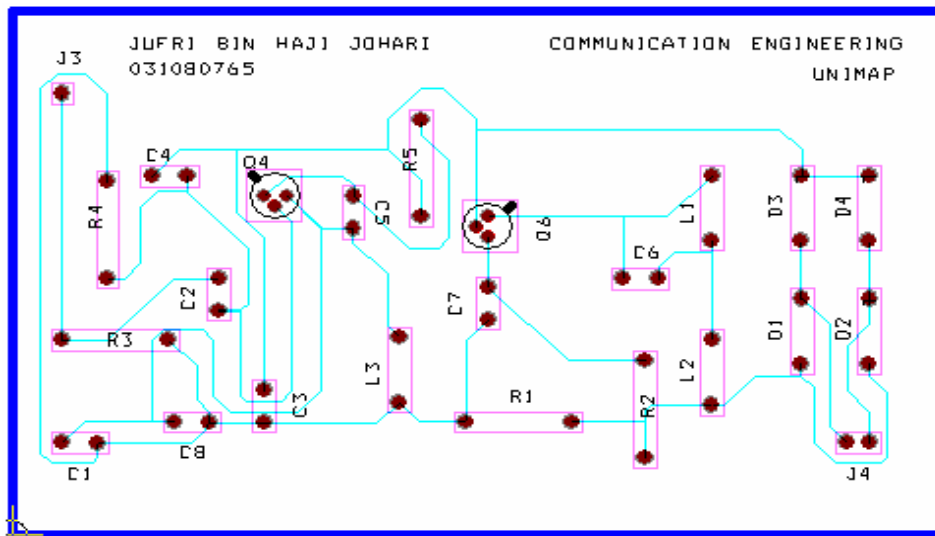 JUFRI BIN HAJI JOHARI
COMMUNICATION ENGINEERING
031080765
UNIMAP
J3
C4
Q4
R5
R4
C5
Q6
L1
D3
D4
C6
C2
C7
R3
L3
D1
D2
L2
C3
R1
R2
C8
C1
J4